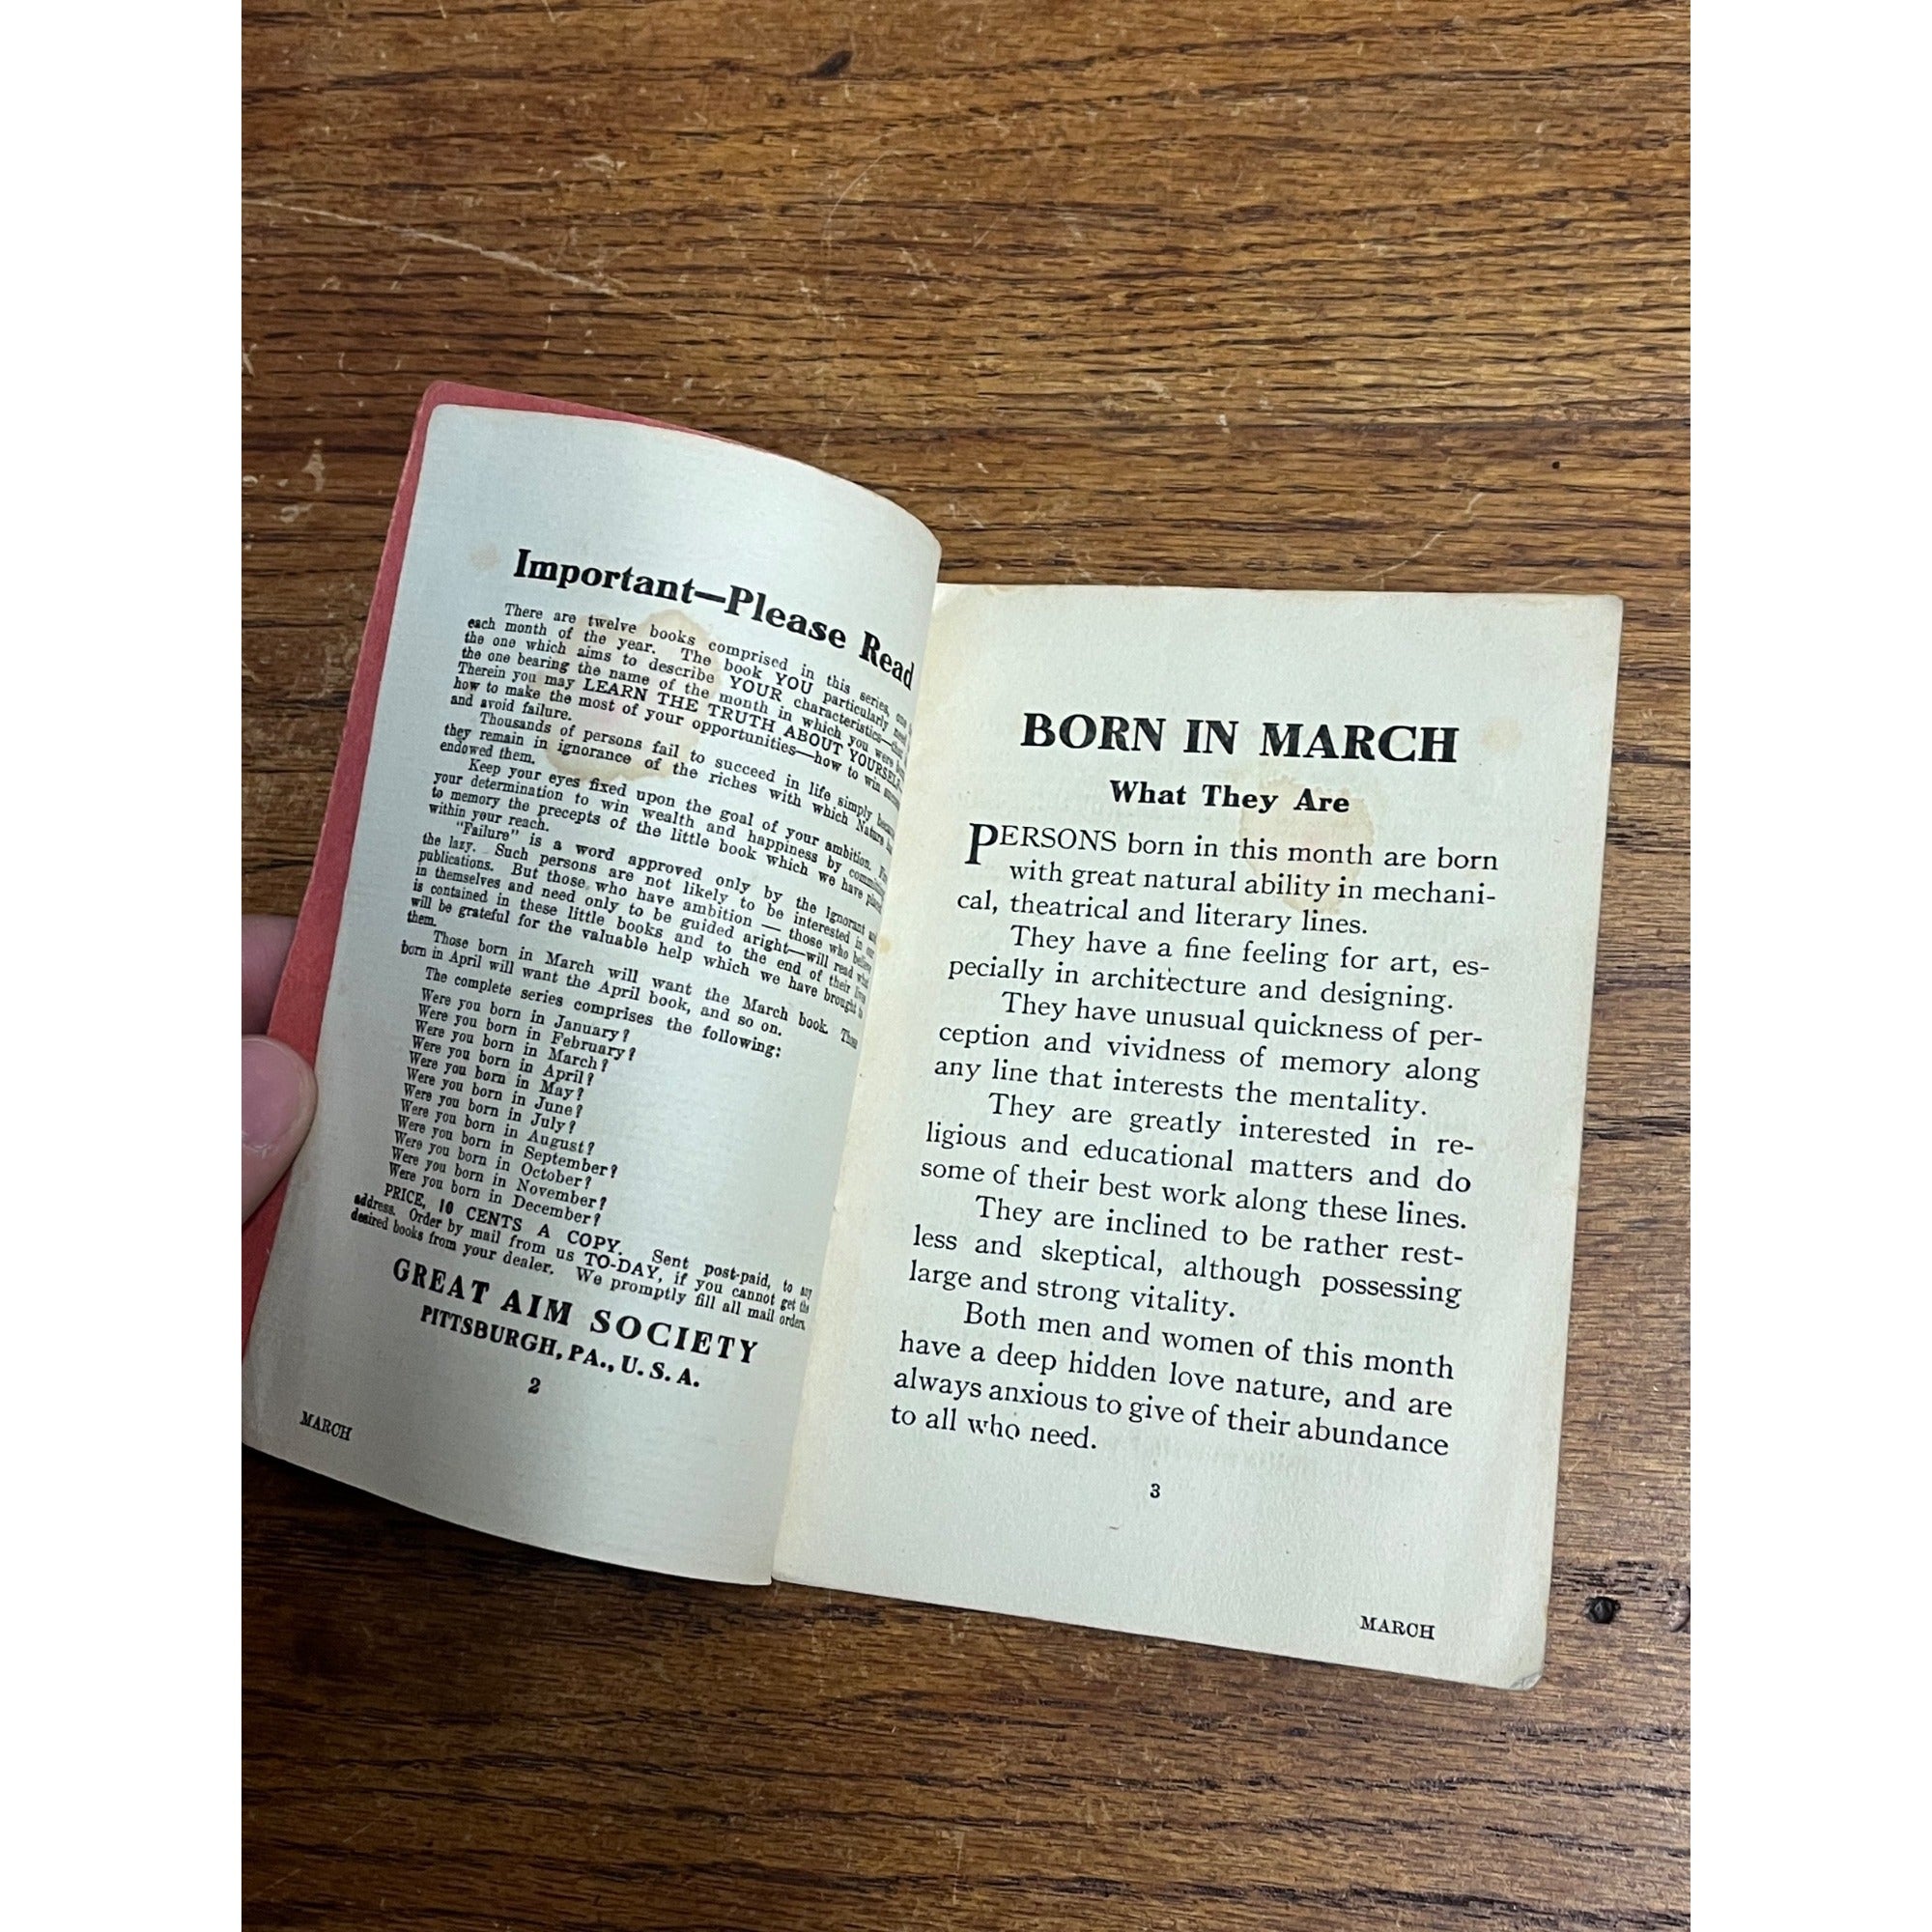 Important—Please Read
There are twelve books comprised in this series, one
each month of the year. The book YOU particularly need
the one which aims to describe YOUR characteristics—
the one bearing the name of the month in which you were born
Therein you may LEARN THE TRUTH ABOUT YOURSELF
how to make the most of your opportunities—how to win success
and avoid failure.
Thousands of persons fail to succeed in life simply because
they remain in ignorance of the riches with which Nature has
endowed them.
Keep your eyes fixed upon the goal of your ambition.
your determination to win wealth and happiness by committing
to memory the precepts of the little book which we have placed
within your reach.
"Failure" is a word approved only by the ignorant and
the lazy. Such persons are not likely to be interested in our
publications. But those who have ambition — those who believe
in themselves and need only to be guided aright—will read what
is contained in these little books and to the end of their lives
will be grateful for the valuable help which we have brought to
them.
Those born in March will want the March book. Those
born in April will want the April book, and so on.
The complete series comprises the following:
Were you born in January?
Were you born in February?
Were you born in March?
Were you born in April?
Were you born in May?
Were you born in June?
Were you born in July?
Were you born in August?
Were you born in September?
Were you born in October?
Were you born in November?
Were you born in December?
PRICE, 10 CENTS A COPY. Sent post-paid, to any
address. Order by mail from us TO-DAY, if you cannot get the
desired books from your dealer. We promptly fill all mail orders.
GREAT AIM SOCIETY
PITTSBURGH, PA., U. S. A.
2
MARCH
BORN IN MARCH
What They Are
PERSONS born in this month are born
with great natural ability in mechani-
cal, theatrical and literary lines.
They have a fine feeling for art, es-
pecially in architecture and designing.
They have unusual quickness of per-
ception and vividness of memory along
any line that interests the mentality.
They are greatly interested in re-
ligious and educational matters and do
some of their best work along these lines.
They are inclined to be rather rest-
less and skeptical, although possessing
large and strong vitality.
Both men and women of this month
have a deep hidden love nature, and are
always anxious to give of their abundance
to all who need.
3
MARCH